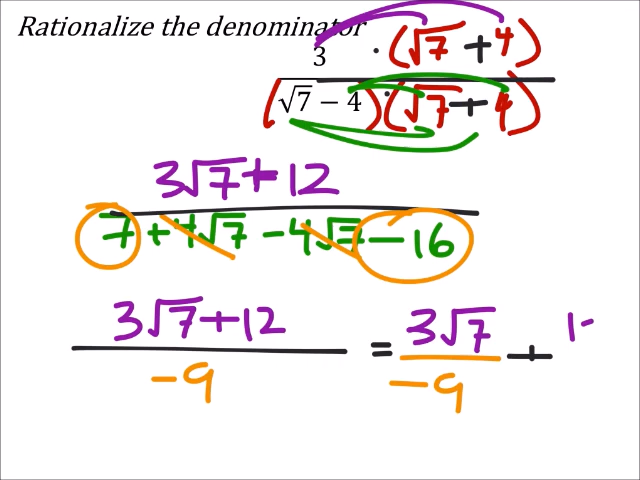 Rationalize the denominator
3 · (√7 + 4)
(√7 − 4) · (√7 + 4)
3√7 + 12
7 + 4√7 − 4√7 − 16
3√7 + 12 = 3√7 + 1
−9 −9